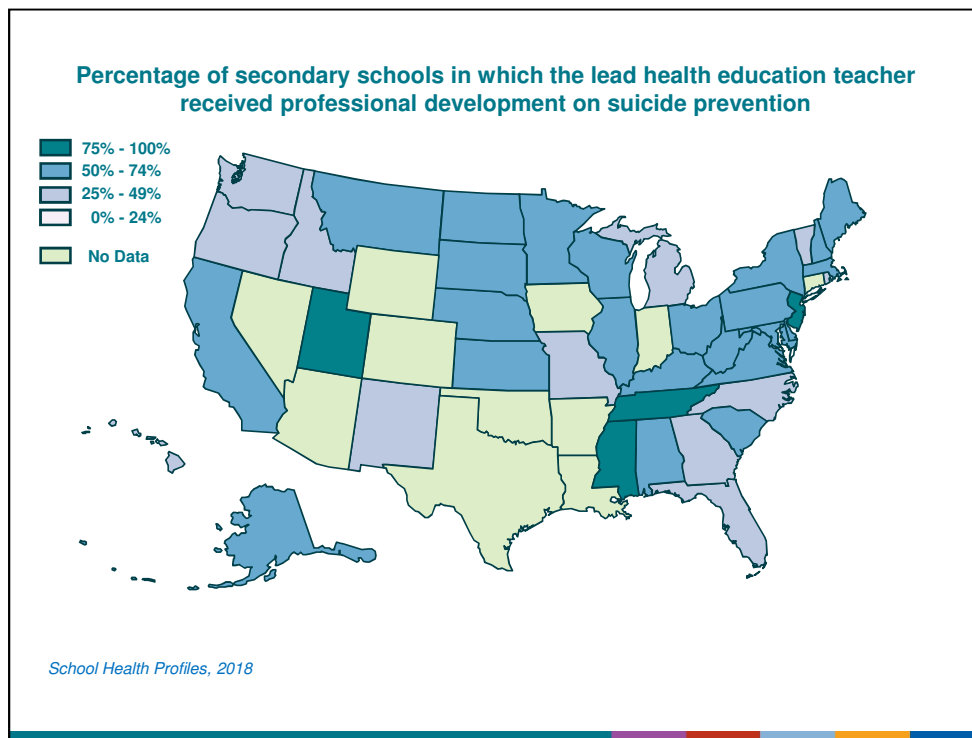 Percentage of secondary schools in which the lead health education teacher
received professional development on suicide prevention
75% - 100%
50% - 74%
25% - 49%
0% - 24%
No Data
School Health Profiles, 2018